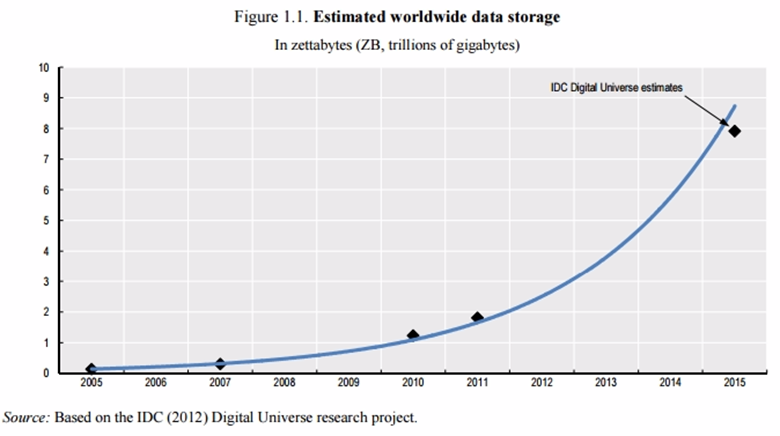 Figure 1.1. Estimated worldwide data storage
In zettabytes (ZB, trillions of gigabytes)
10
9
8
7
6
5
4
3
2
1
0
IDC Digital Universe estimates
2005 2006 2007 2008 2009 2010 2011 2012 2013 2014 2015
Source: Based on the IDC (2012) Digital Universe research project.